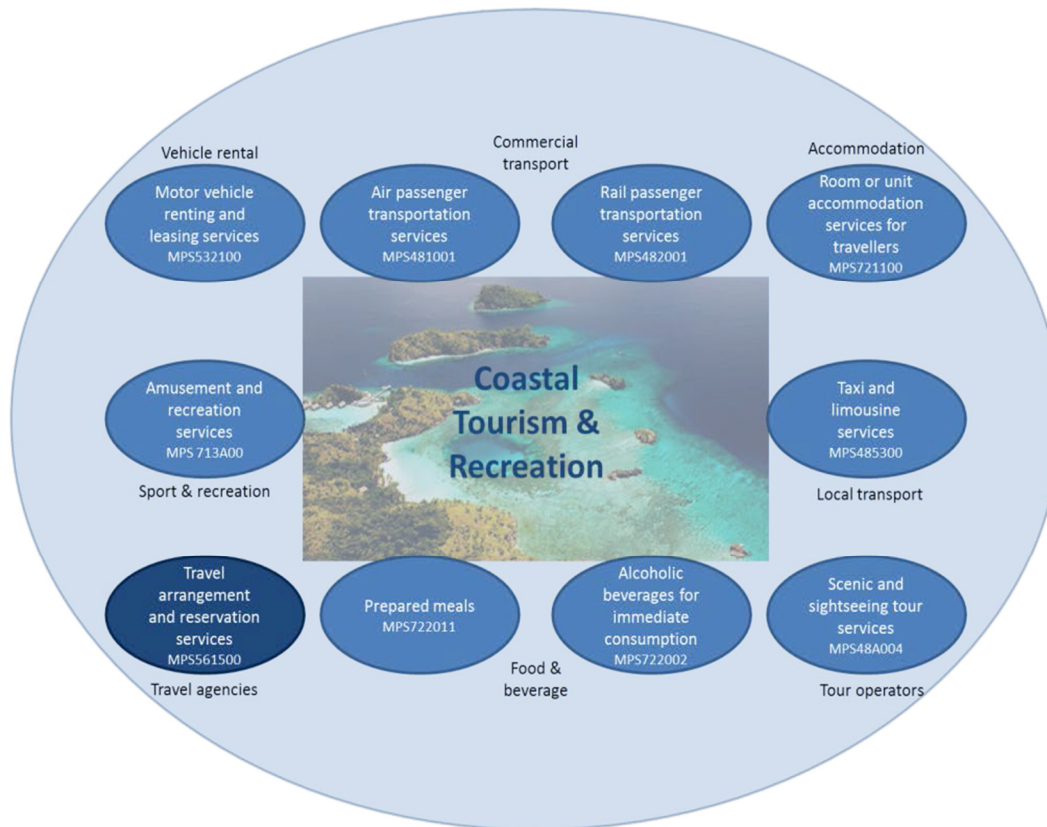 Vehicle rental
Commercial
transport
Accommodation
Motor vehicle
renting and
leasing services
MPS532100
Air passenger
transportation
services
MPS481001
Rail passenger
transportation
services
MPS482001
Room or unit
accommodation
services for
travellers
MPS721100
Amusement and
recreation
services
MPS 713A00
Sport & recreation
Coastal
Tourism &
Recreation
Taxi and
limousine
services
MPS485300
Local transport
Travel
arrangement
and reservation
services
MPS561500
Travel agencies
Prepared meals
MPS722011
Alcoholic
beverages for
immediate
consumption
MPS722002
Food &
beverage
Scenic and
sightseeing tour
services
MPS48A004
Tour operators